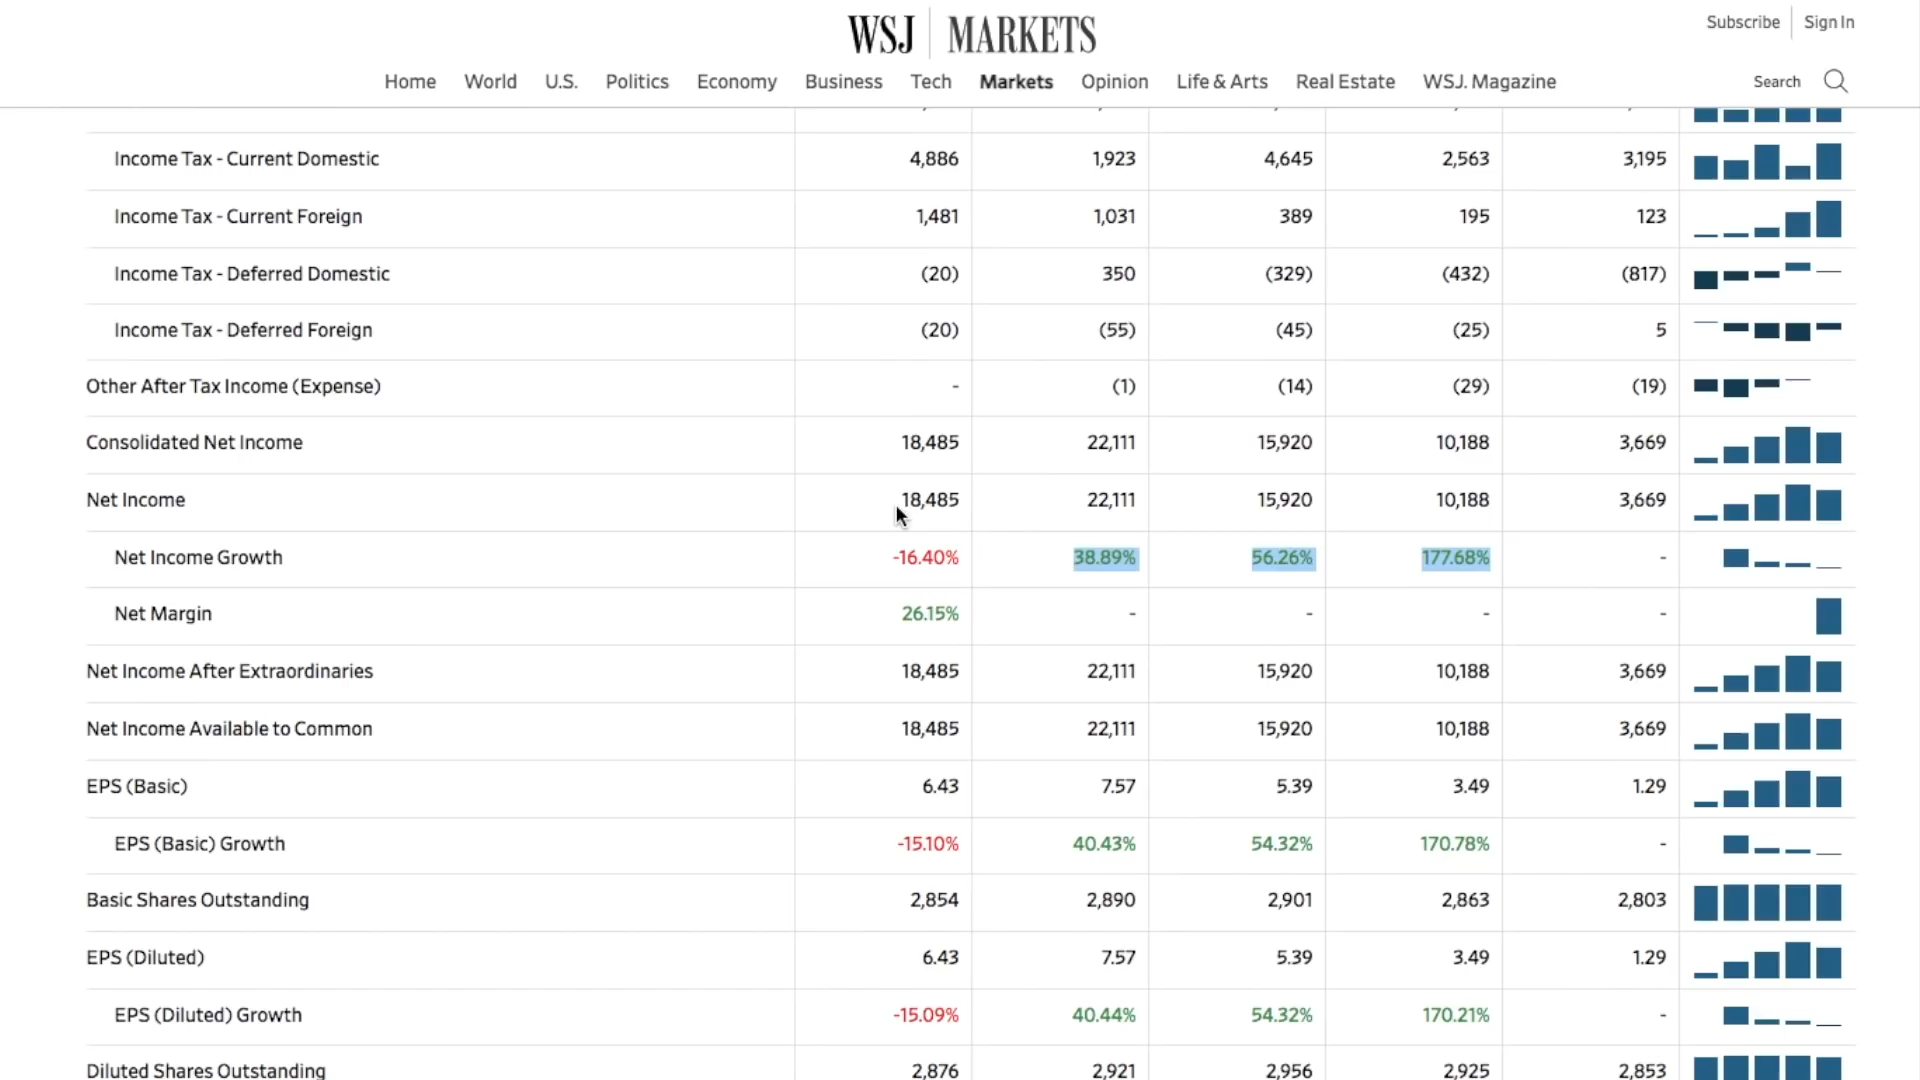 WSJ MARKETS
Subscribe Sign In
Home World U.S. Politics Economy Business Tech Markets Opinion Life & Arts Real Estate WSJ. Magazine Search
Income Tax - Current Domestic 4,886 1,923 4,645 2,563 3,195
Income Tax - Current Foreign 1,481 1,031 389 195 123
Income Tax - Deferred Domestic (20) 350 (329) (432) (817)
Income Tax - Deferred Foreign (20) (55) (45) (25) 5
Other After Tax Income (Expense) - (1) (14) (29) (19)
Consolidated Net Income 18,485 22,111 15,920 10,188 3,669
Net Income 18,485 22,111 15,920 10,188 3,669
Net Income Growth -16.40% 38.89% 56.26% 177.68% -
Net Margin 26.15% - - - -
Net Income After Extraordinaries 18,485 22,111 15,920 10,188 3,669
Net Income Available to Common 18,485 22,111 15,920 10,188 3,669
EPS (Basic) 6.43 7.57 5.39 3.49 1.29
EPS (Basic) Growth -15.10% 40.43% 54.32% 170.78% -
Basic Shares Outstanding 2,854 2,890 2,901 2,863 2,803
EPS (Diluted) 6.43 7.57 5.39 3.49 1.29
EPS (Diluted) Growth -15.09% 40.44% 54.32% 170.21% -
Diluted Shares Outstanding 2,876 2,921 2,956 2,925 2,853